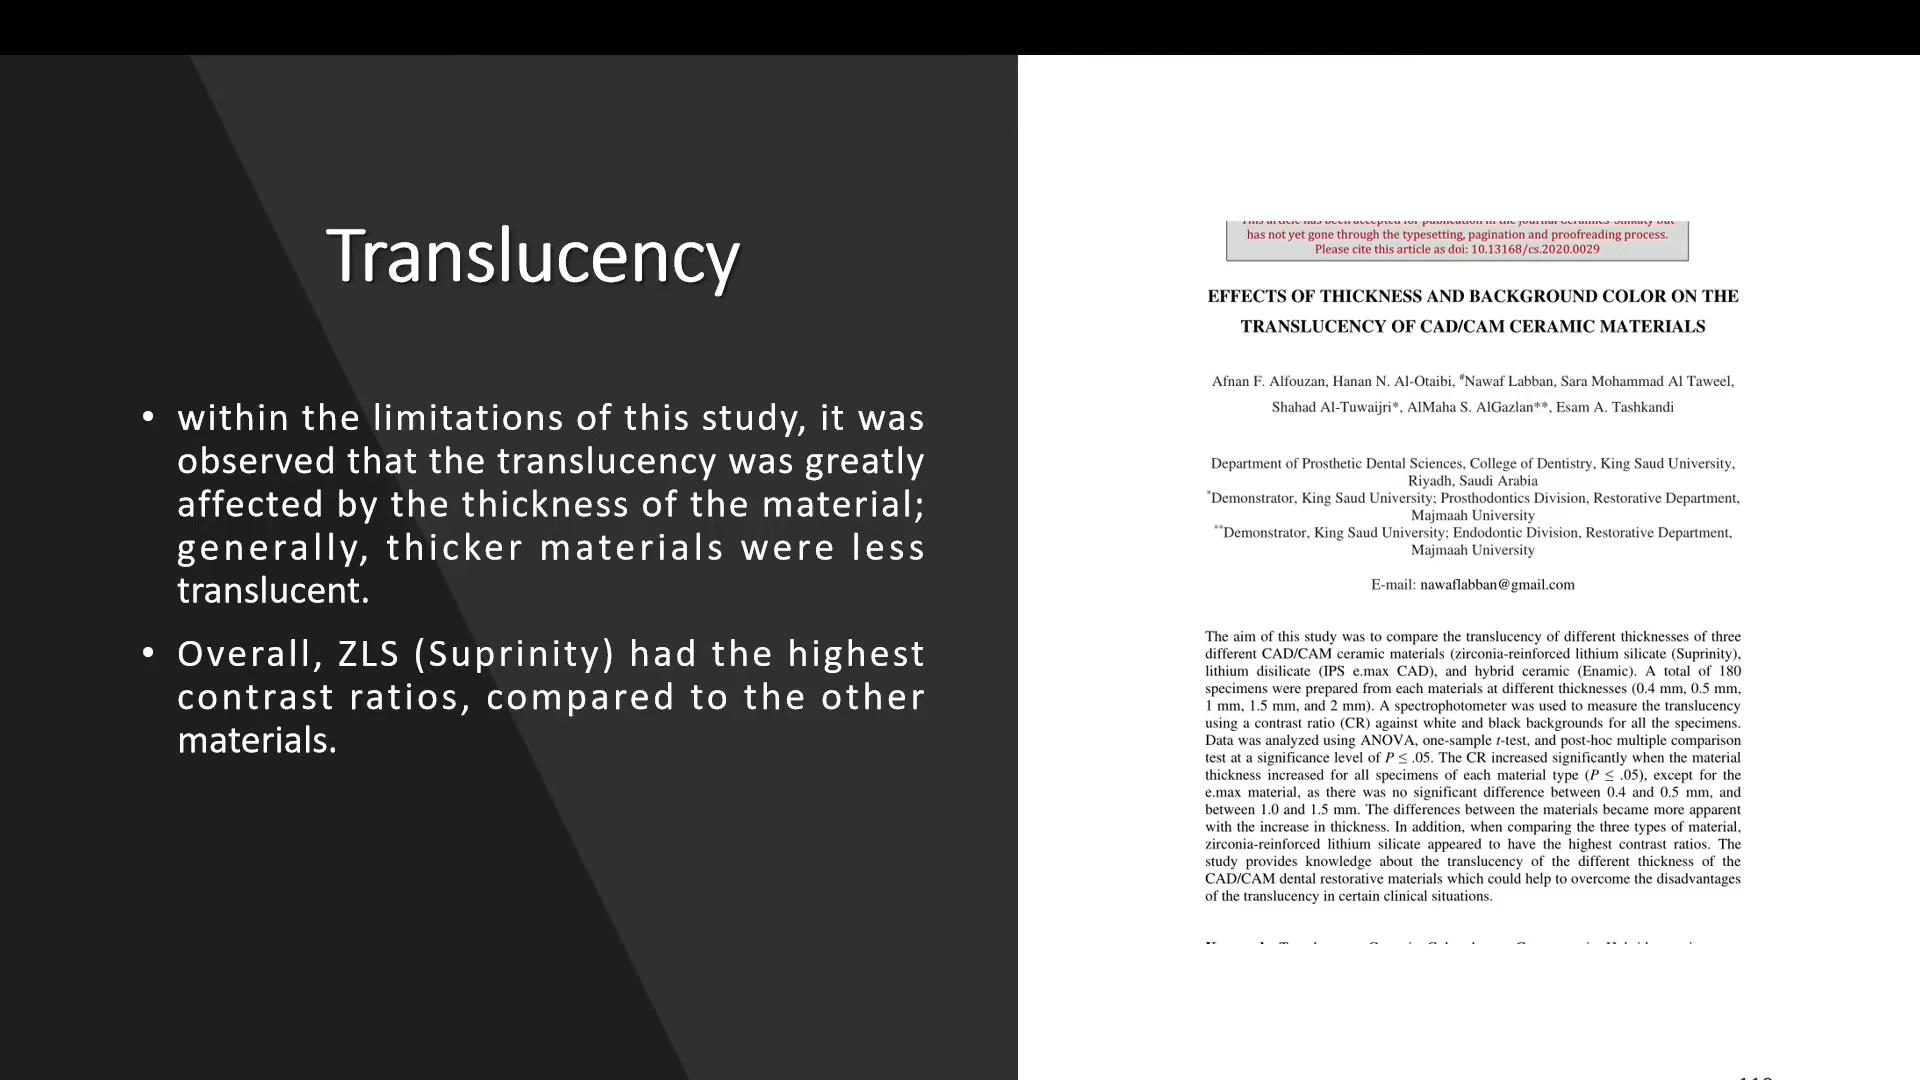 Translucency
• within the limitations of this study, it was
observed that the translucency was greatly
affected by the thickness of the material;
generally, thicker materials were less
translucent.
• Overall, ZLS (Suprinity) had the highest
contrast ratios, compared to the other
materials.
This article has been accepted for publication in the journal Ceramics-Silikáty but
has not yet gone through the typesetting, pagination and proofreading process.
Please cite this article as doi: 10.13168/cs.2020.0029
EFFECTS OF THICKNESS AND BACKGROUND COLOR ON THE
TRANSLUCENCY OF CAD/CAM CERAMIC MATERIALS
Afnan F. Alfouzan, Hanan N. Al-Otaibi, #Nawaf Labban, Sara Mohammad Al Taweel,
Shahad Al-Tuwaijri*, AlMaha S. AlGazlan**, Esam A. Tashkandi
Department of Prosthetic Dental Sciences, College of Dentistry, King Saud University,
Riyadh, Saudi Arabia
*Demonstrator, King Saud University; Prosthodontics Division, Restorative Department,
Majmaah University
**Demonstrator, King Saud University; Endodontic Division, Restorative Department,
Majmaah University
E-mail: nawaflabban@gmail.com
The aim of this study was to compare the translucency of different thicknesses of three
different CAD/CAM ceramic materials (zirconia-reinforced lithium silicate (Suprinity),
lithium disilicate (IPS e.max CAD), and hybrid ceramic (Enamic). A total of 180
specimens were prepared from each materials at different thicknesses (0.4 mm, 0.5 mm,
1 mm, 1.5 mm, and 2 mm). A spectrophotometer was used to measure the translucency
using a contrast ratio (CR) against white and black backgrounds for all the specimens.
Data was analyzed using ANOVA, one-sample t-test, and post-hoc multiple comparison
test at a significance level of P ≤ .05. The CR increased significantly when the material
thickness increased for all specimens of each material type (P ≤ .05), except for the
e.max material, as there was no significant difference between 0.4 and 0.5 mm, and
between 1.0 and 1.5 mm. The differences between the materials became more apparent
with the increase in thickness. In addition, when comparing the three types of material,
zirconia-reinforced lithium silicate appeared to have the highest contrast ratios. The
study provides knowledge about the translucency of the different thickness of the
CAD/CAM dental restorative materials which could help to overcome the disadvantages
of the translucency in certain clinical situations.